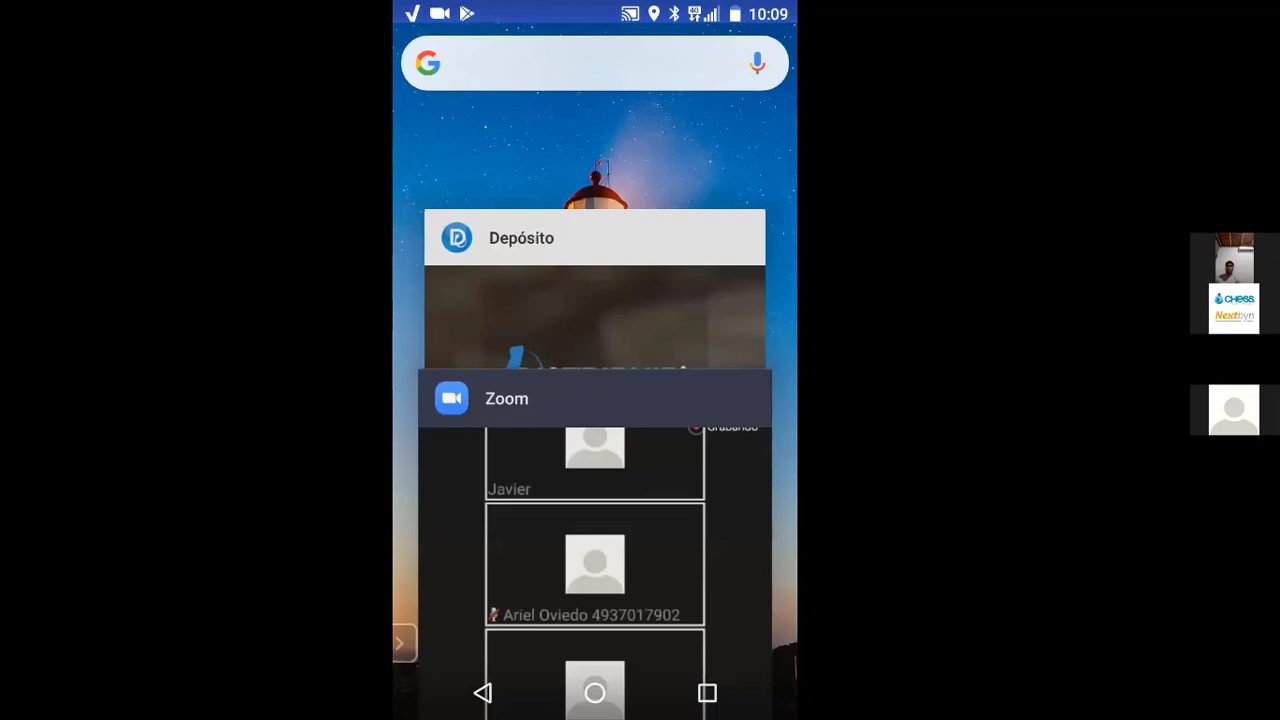 10:09
G
Depósito
Zoom
Grabando
Javier
Ariel Oviedo 4937017902
CHESS
Nextbyn